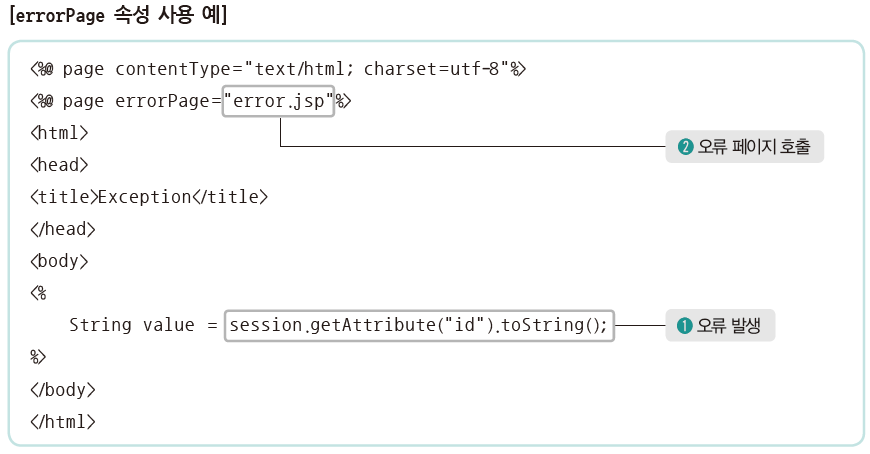 [errorPage 속성 사용 예]
<%@ page contentType="text/html; charset=utf-8"%>
<%@ page errorPage="error.jsp"%>
<html>
❷ 오류 페이지 호출
<head>
<title>Exception</title>
</head>
<body>
<%
String value = session.getAttribute("id").toString();
❶ 오류 발생
%>
</body>
</html>